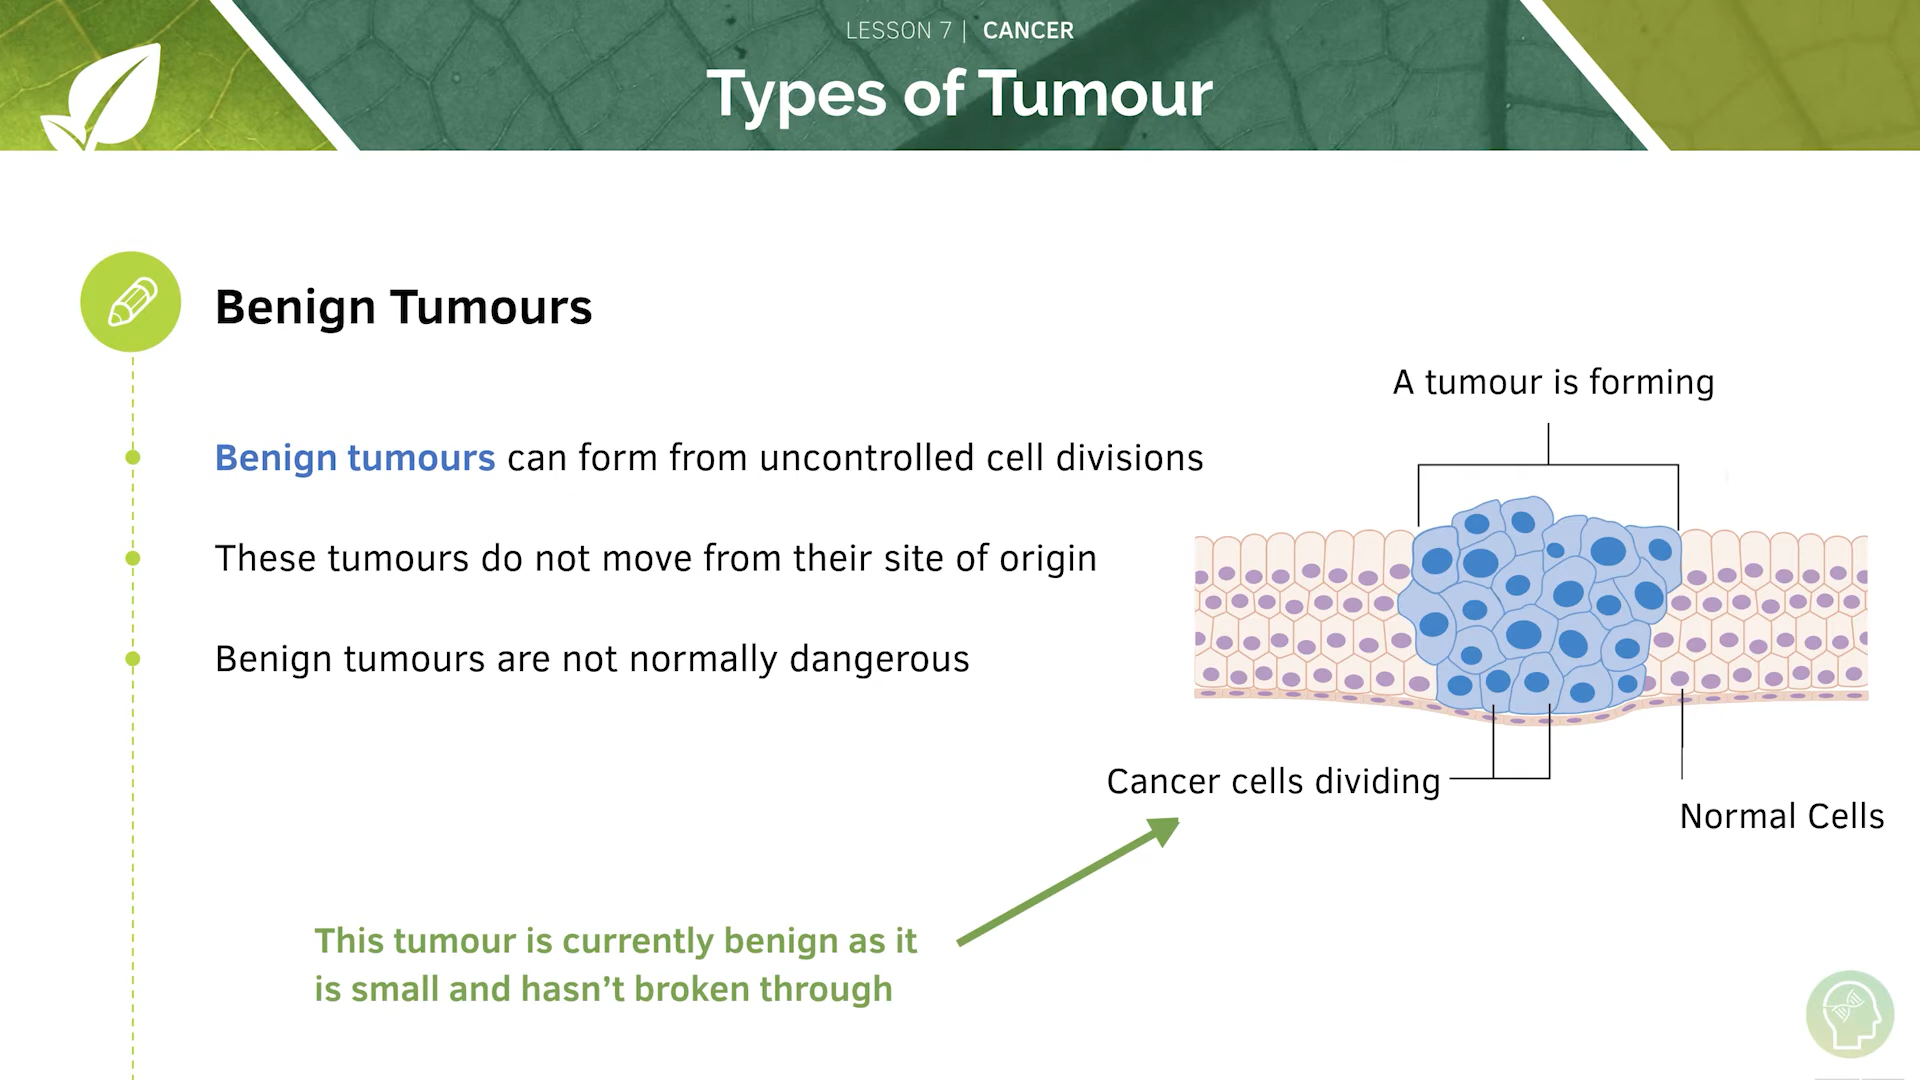 LESSON 7 | CANCER
Types of Tumour
Benign Tumours
Benign tumours can form from uncontrolled cell divisions
These tumours do not move from their site of origin
Benign tumours are not normally dangerous
A tumour is forming
Cancer cells dividing
Normal Cells
This tumour is currently benign as it
is small and hasn’t broken through